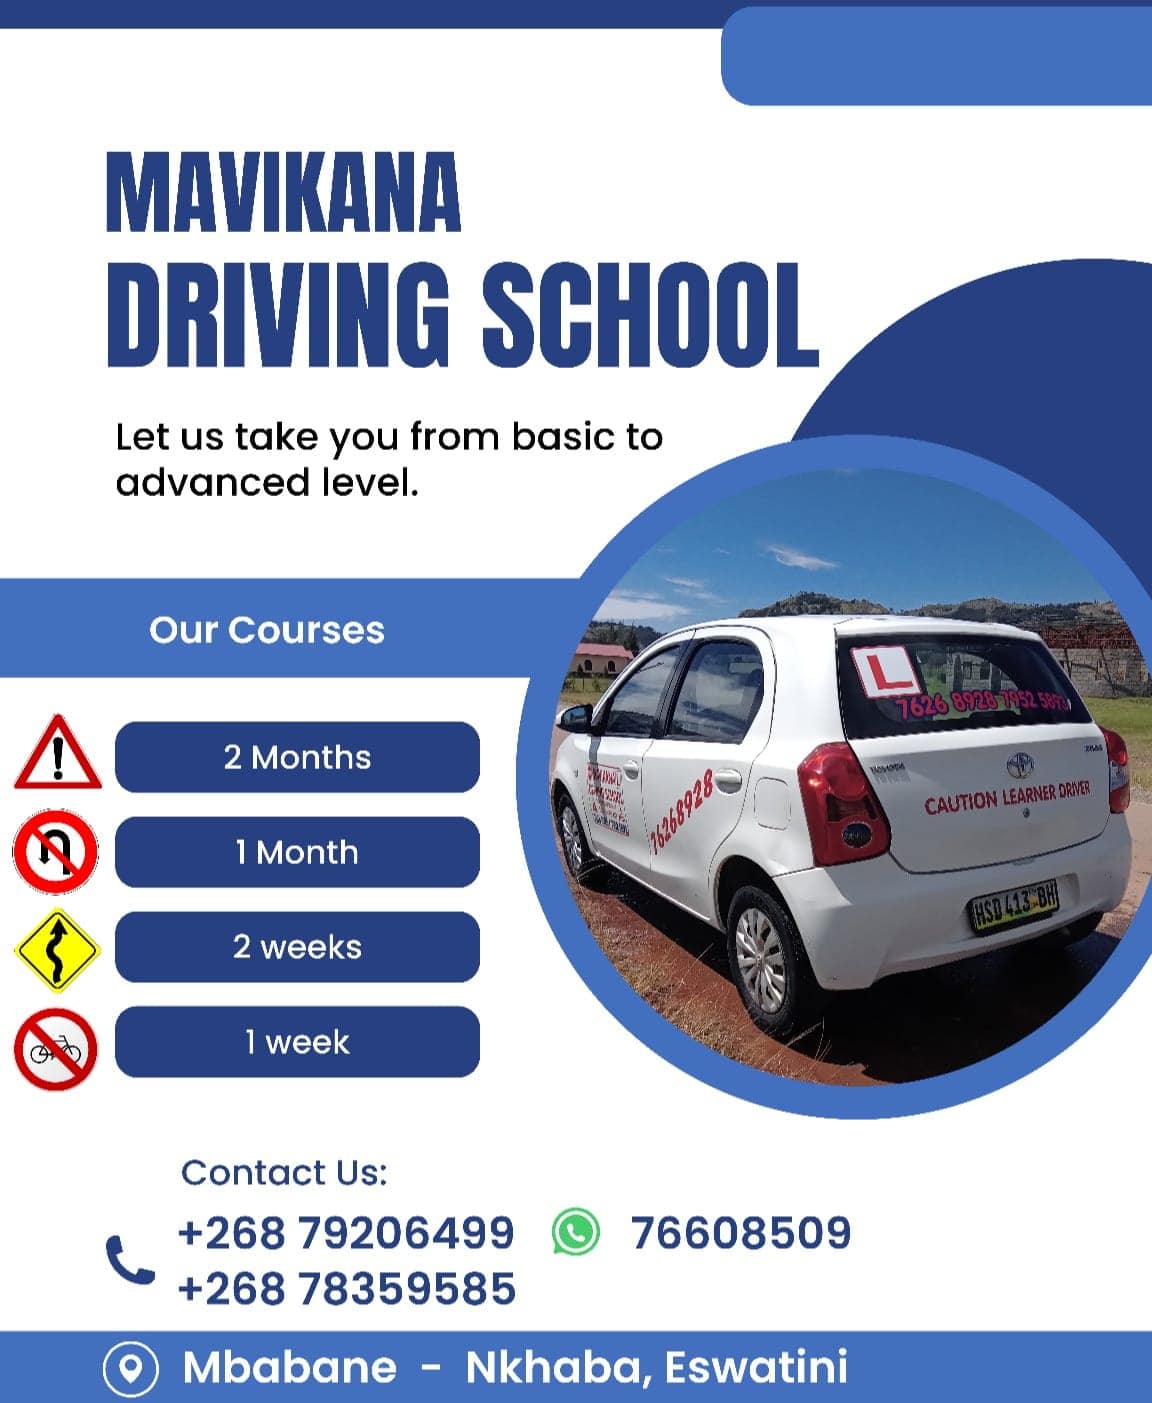 MAVIKANA
DRIVING SCHOOL
Let us take you from basic to
advanced level.
Our Courses
2 Months
1 Month
2 weeks
1 week
L
7626 8928 7952 5893
CAUTION LEARNER DRIVER
76268928
HSD 413 BH
Contact Us:
+268 79206499 76608509
+268 78359585
Mbabane - Nkhaba, Eswatini